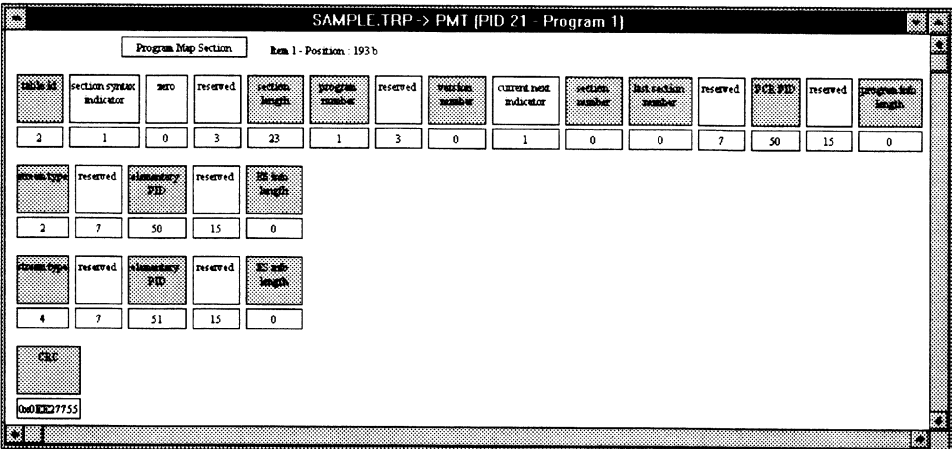 SAMPLE.TRP -> PMT (PID 21 - Program 1)
Program Map Section Item 1 - Position : 193 b
table id section syntax indicator zero reserved section length program number reserved version number current next indicator section number last section number reserved PCR PID reserved program info length
2 1 0 3 23 1 3 0 1 0 0 7 50 15 0
stream type reserved elementary PID reserved ES info length
2 7 50 15 0
stream type reserved elementary PID reserved ES info length
4 7 51 15 0
CRC
0x0EE27755